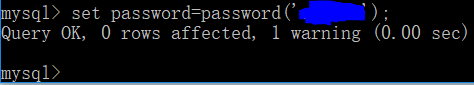 mysql> set password=password('');
Query OK, 0 rows affected, 1 warning (0.00 sec)
mysql>